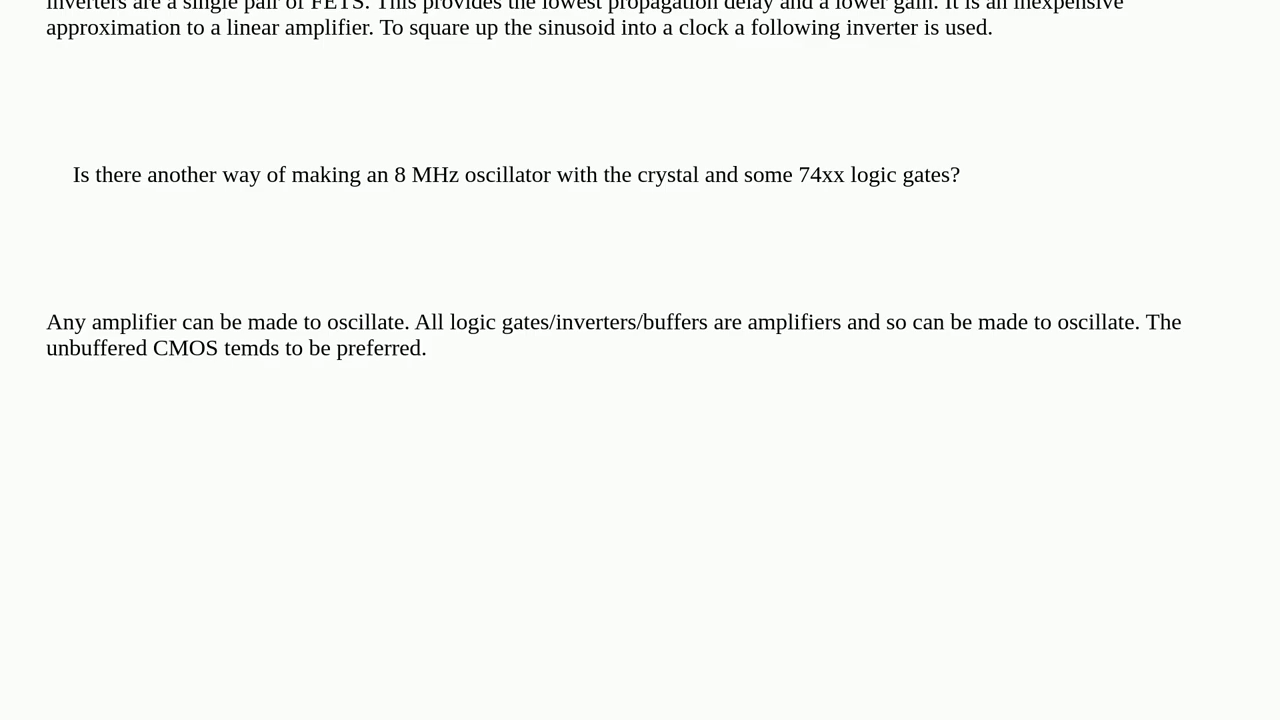 inverters are a single pair of FETS. This provides the lowest propagation delay and a lower gain. It is an inexpensive
approximation to a linear amplifier. To square up the sinusoid into a clock a following inverter is used.
Is there another way of making an 8 MHz oscillator with the crystal and some 74xx logic gates?
Any amplifier can be made to oscillate. All logic gates/inverters/buffers are amplifiers and so can be made to oscillate. The
unbuffered CMOS temds to be preferred.